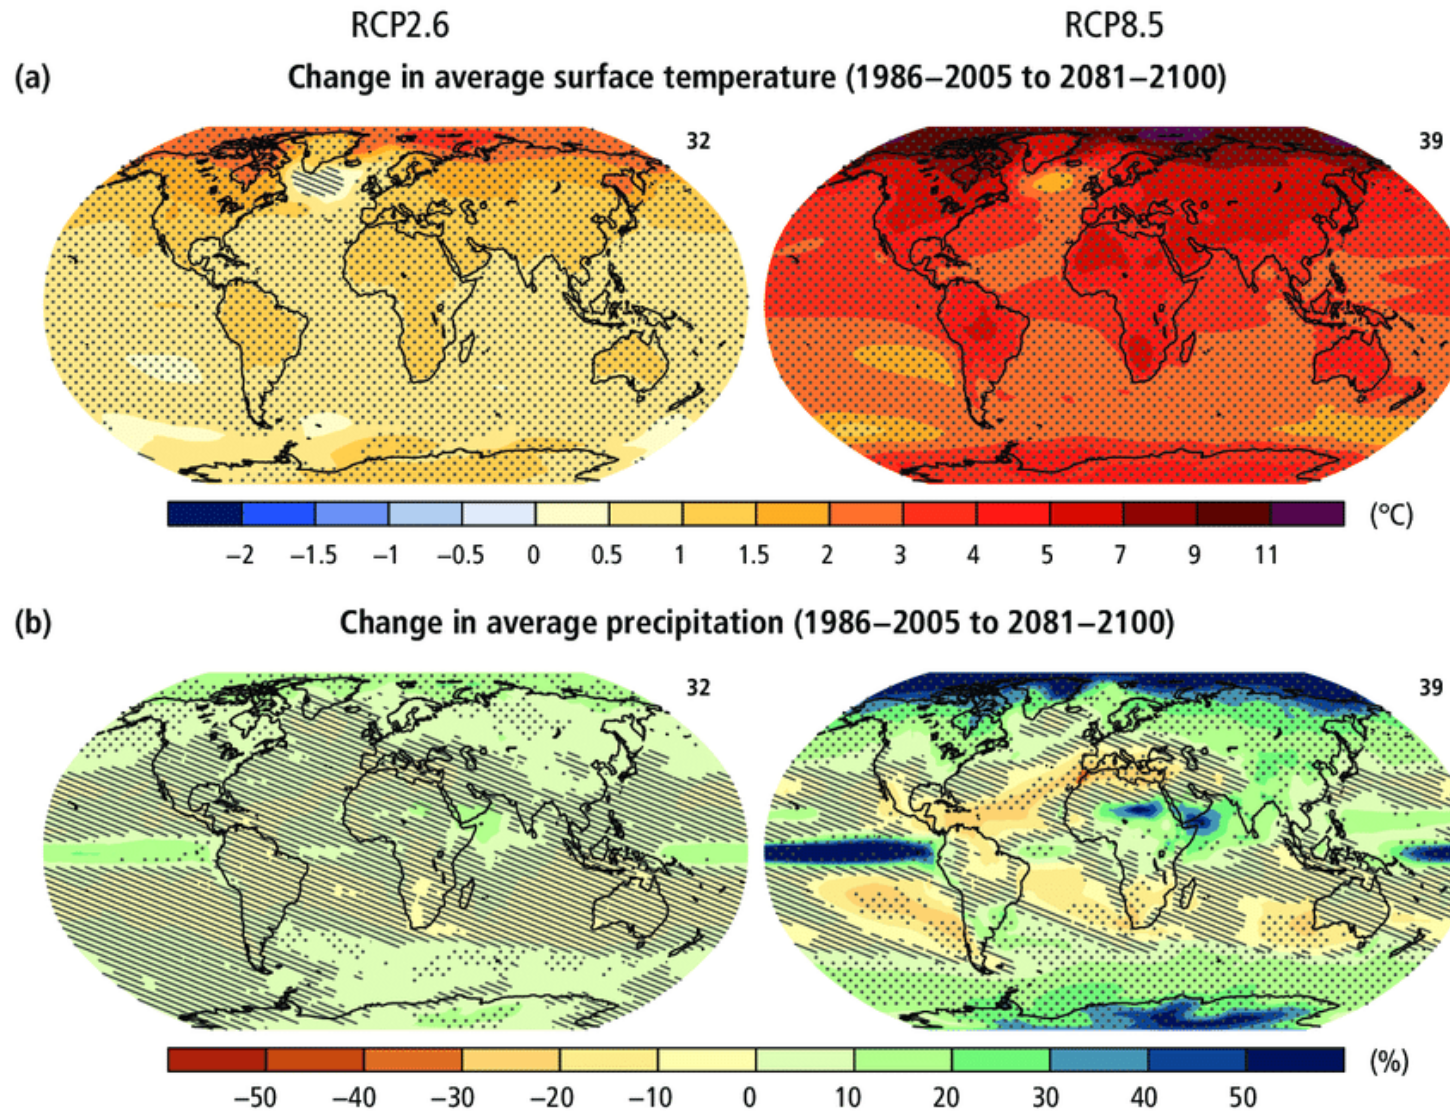 RCP2.6 RCP8.5
(a) Change in average surface temperature (1986–2005 to 2081–2100)
32 39
(°C)
−2 −1.5 −1 −0.5 0 0.5 1 1.5 2 3 4 5 7 9 11
(b) Change in average precipitation (1986–2005 to 2081–2100)
32 39
(%)
−50 −40 −30 −20 −10 0 10 20 30 40 50